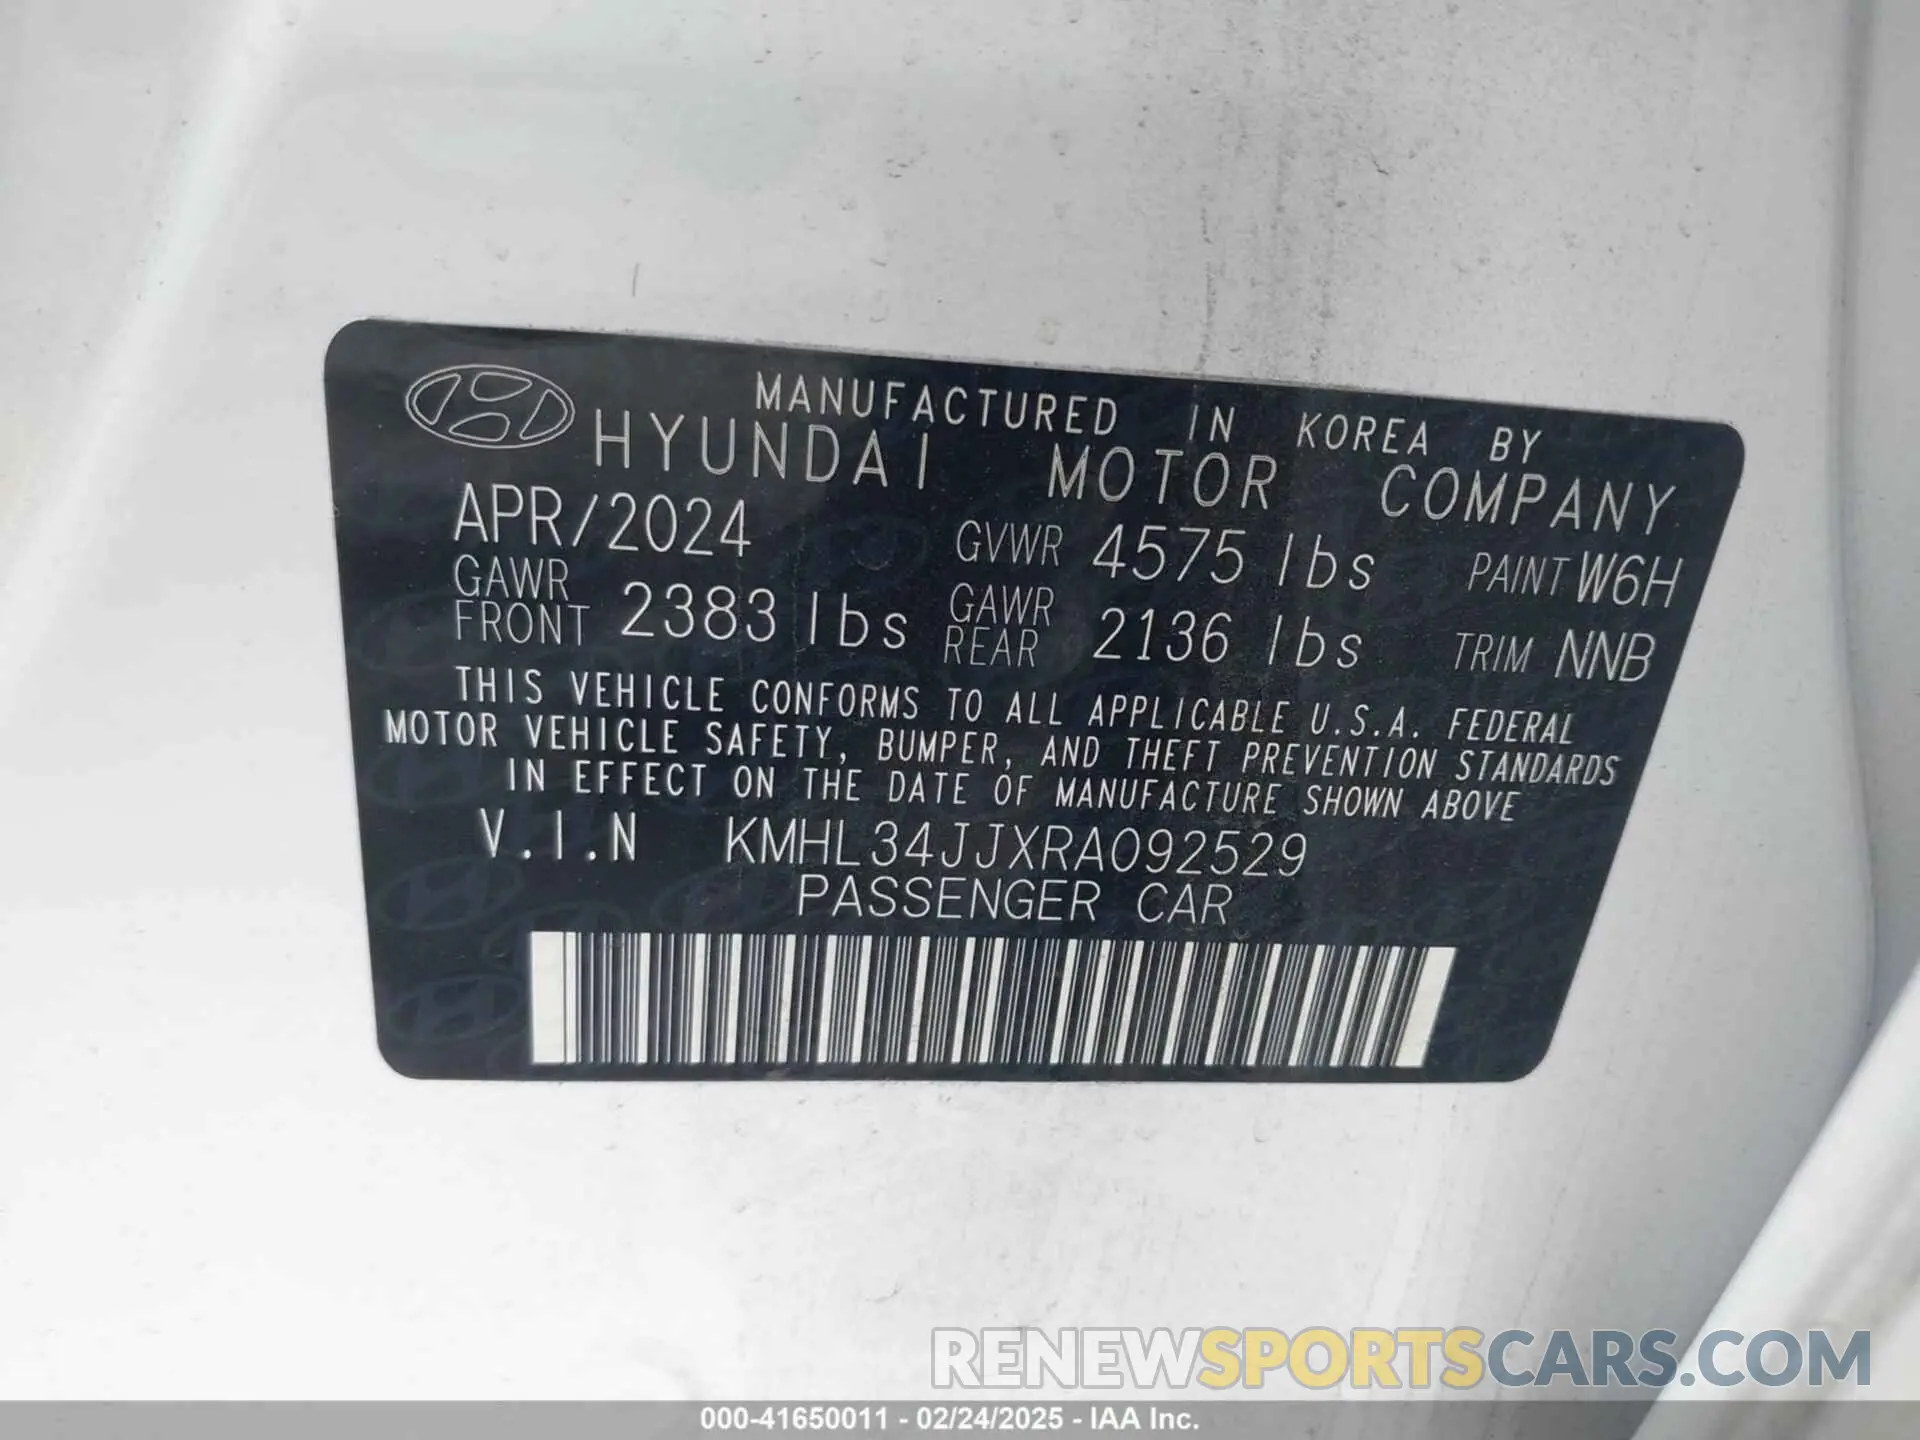 MANUFACTURED IN KOREA BY
HYUNDAI MOTOR COMPANY
APR/2024 GVWR 4575 lbs PAINT W6H
GAWR FRONT 2383 lbs GAWR REAR 2136 lbs TRIM NNB
THIS VEHICLE CONFORMS TO ALL APPLICABLE U.S.A. FEDERAL
MOTOR VEHICLE SAFETY, BUMPER, AND THEFT PREVENTION STANDARDS
IN EFFECT ON THE DATE OF MANUFACTURE SHOWN ABOVE
V.I.N KMHL34JJXRA092529
PASSENGER CAR
RENEWSPORTSCARS.COM
000-41650011 - 02/24/2025 - IAA Inc.